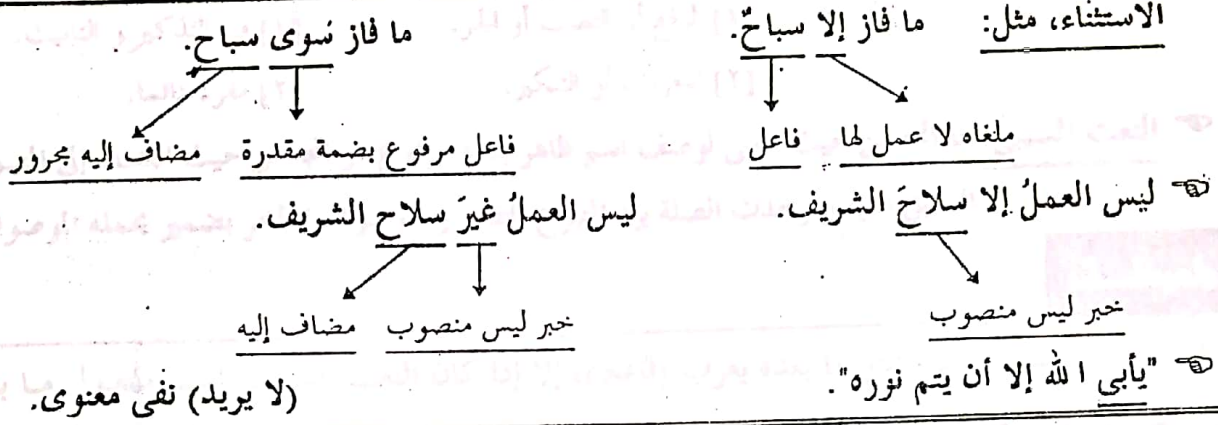 الاستثناء، مثل: ما فاز إلا سباحٌ. ما فاز سوى سباحٍ.
ملغاه لا عمل لها فاعل فاعل مرفوع بضمة مقدرة مضاف إليه مجرور
ليس العملُ إلا سلاحَ الشريف. ليس العملُ غيرَ سلاحِ الشريف.
خبر ليس منصوب خبر ليس منصوب مضاف إليه
"يأبى الله إلا أن يتم نوره". (لا يريد) نفى معنوى.